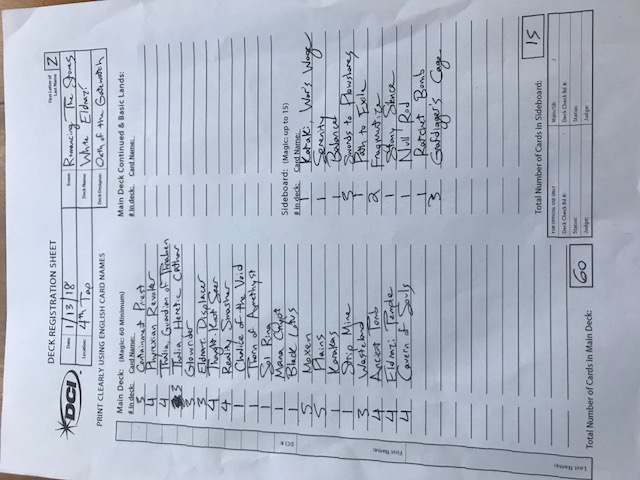 DECK REGISTRATION SHEET
First Letter of Last Name Z
DCI
Date: 1/13/18 Event: Romancing The Stones
Location: 4th Tap Deck Name: White Eldrazi
Deck Designer: Oath of the Gatewatch
PRINT CLEARLY USING ENGLISH CARD NAMES
Main Deck: (Magic: 60 Minimum)
# in deck: Card Name:
3 Containment Priest
4 Phyrexian Revoker
4 Thalia, Guardian of Thraben
3 Thalia, Heretic Cathar
3 Glowrider
3 Eldrazi Displacer
4 Thought-Knot Seer
4 Reality Smasher
1 Chalice of the Void
1 Thorn of Amethyst
1 Sol Ring
1 Mana Crypt
1 Black Lotus
5 Moxen
5 Plains
1 Karakas
1 Strip Mine
3 Wasteland
4 Ancient Tomb
4 Eldrazi Temple
4 Cavern of Souls
Total Number of Cards in Main Deck: 60
Main Deck Continued & Basic Lands:
# in deck: Card Name:
Sideboard: (Magic: up to 15)
# in deck: Card Name:
1 Kataki, War's Wage
1 Serenity
1 Balance
3 Swords to Plowshares
1 Path to Exile
2 Fragmentize
1 Stony Silence
1 Null Rod
1 Ratchet Bomb
3 Grafdigger's Cage
Total Number of Cards in Sideboard: 15
FOR OFFICIAL USE ONLY Main/SB: /
Deck Check Rd #: Deck Check Rd #:
Status: Status:
Judge: Judge:
DCI #:
First Name:
Last Name: